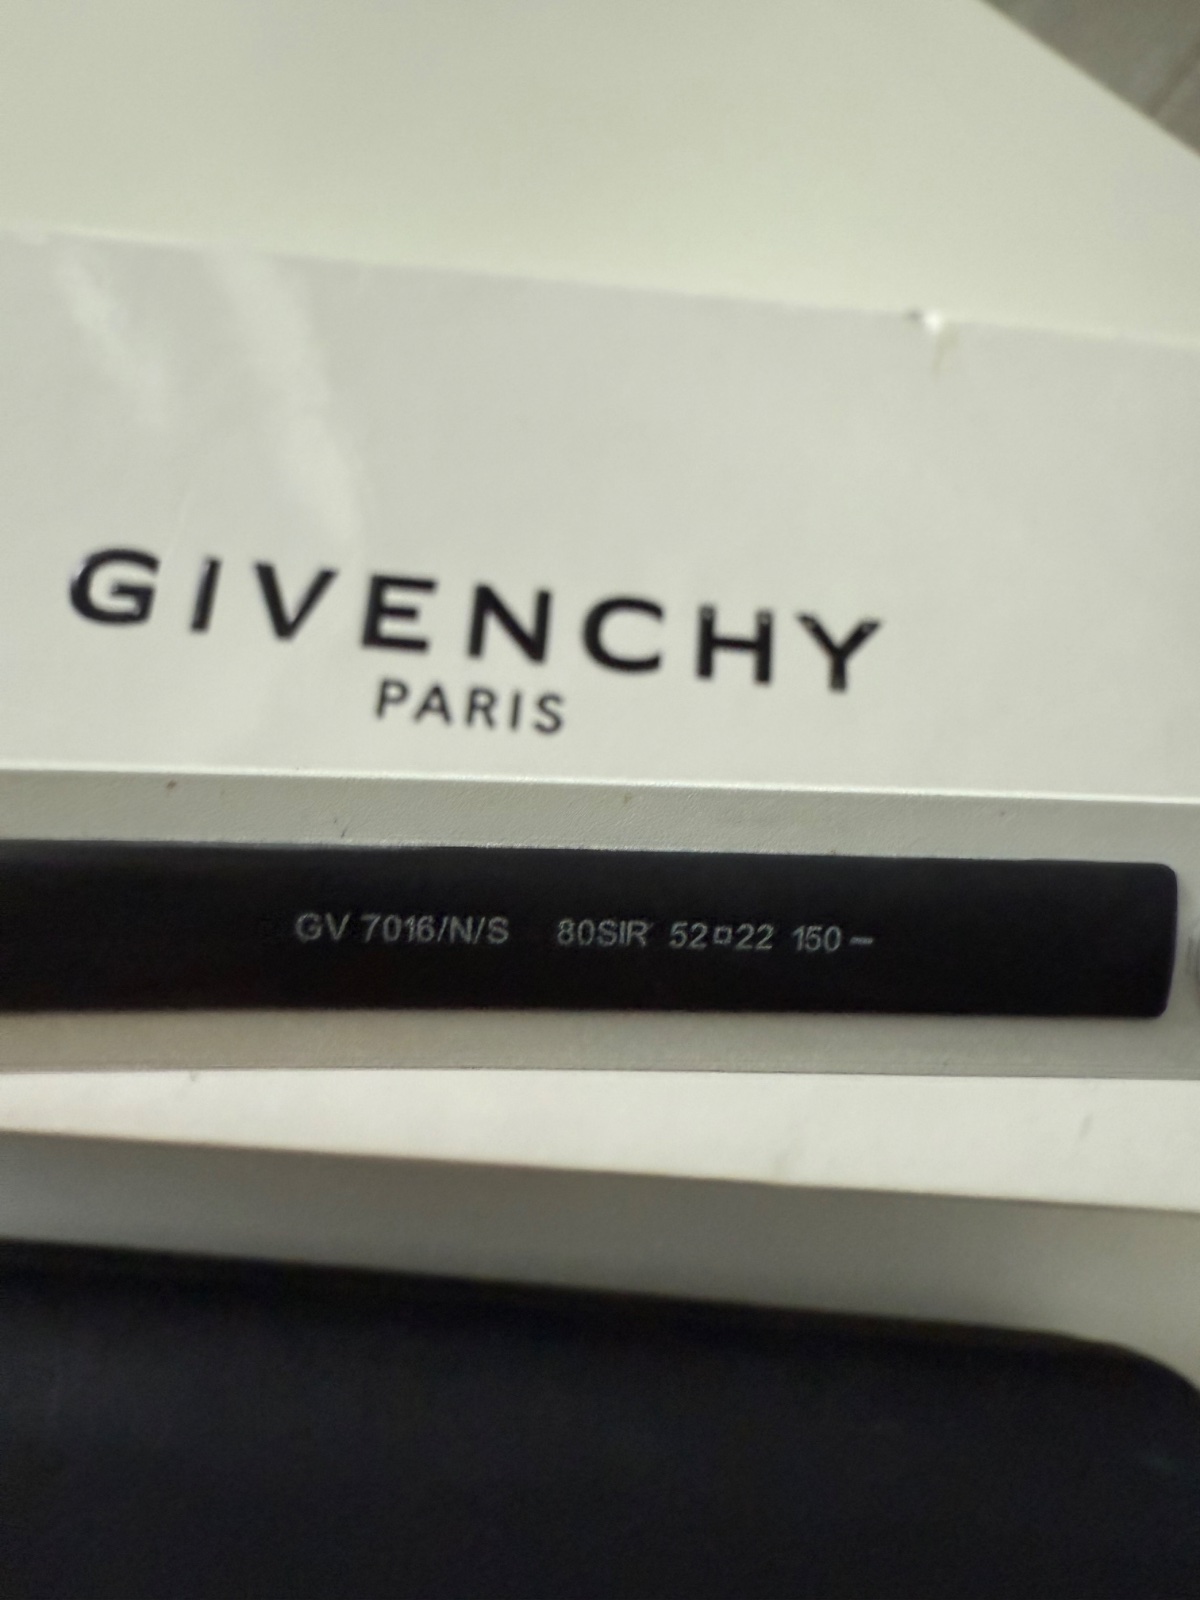 GIVENCHY
PARIS
GV 7016/N/S 80SIR 52□22 150 –